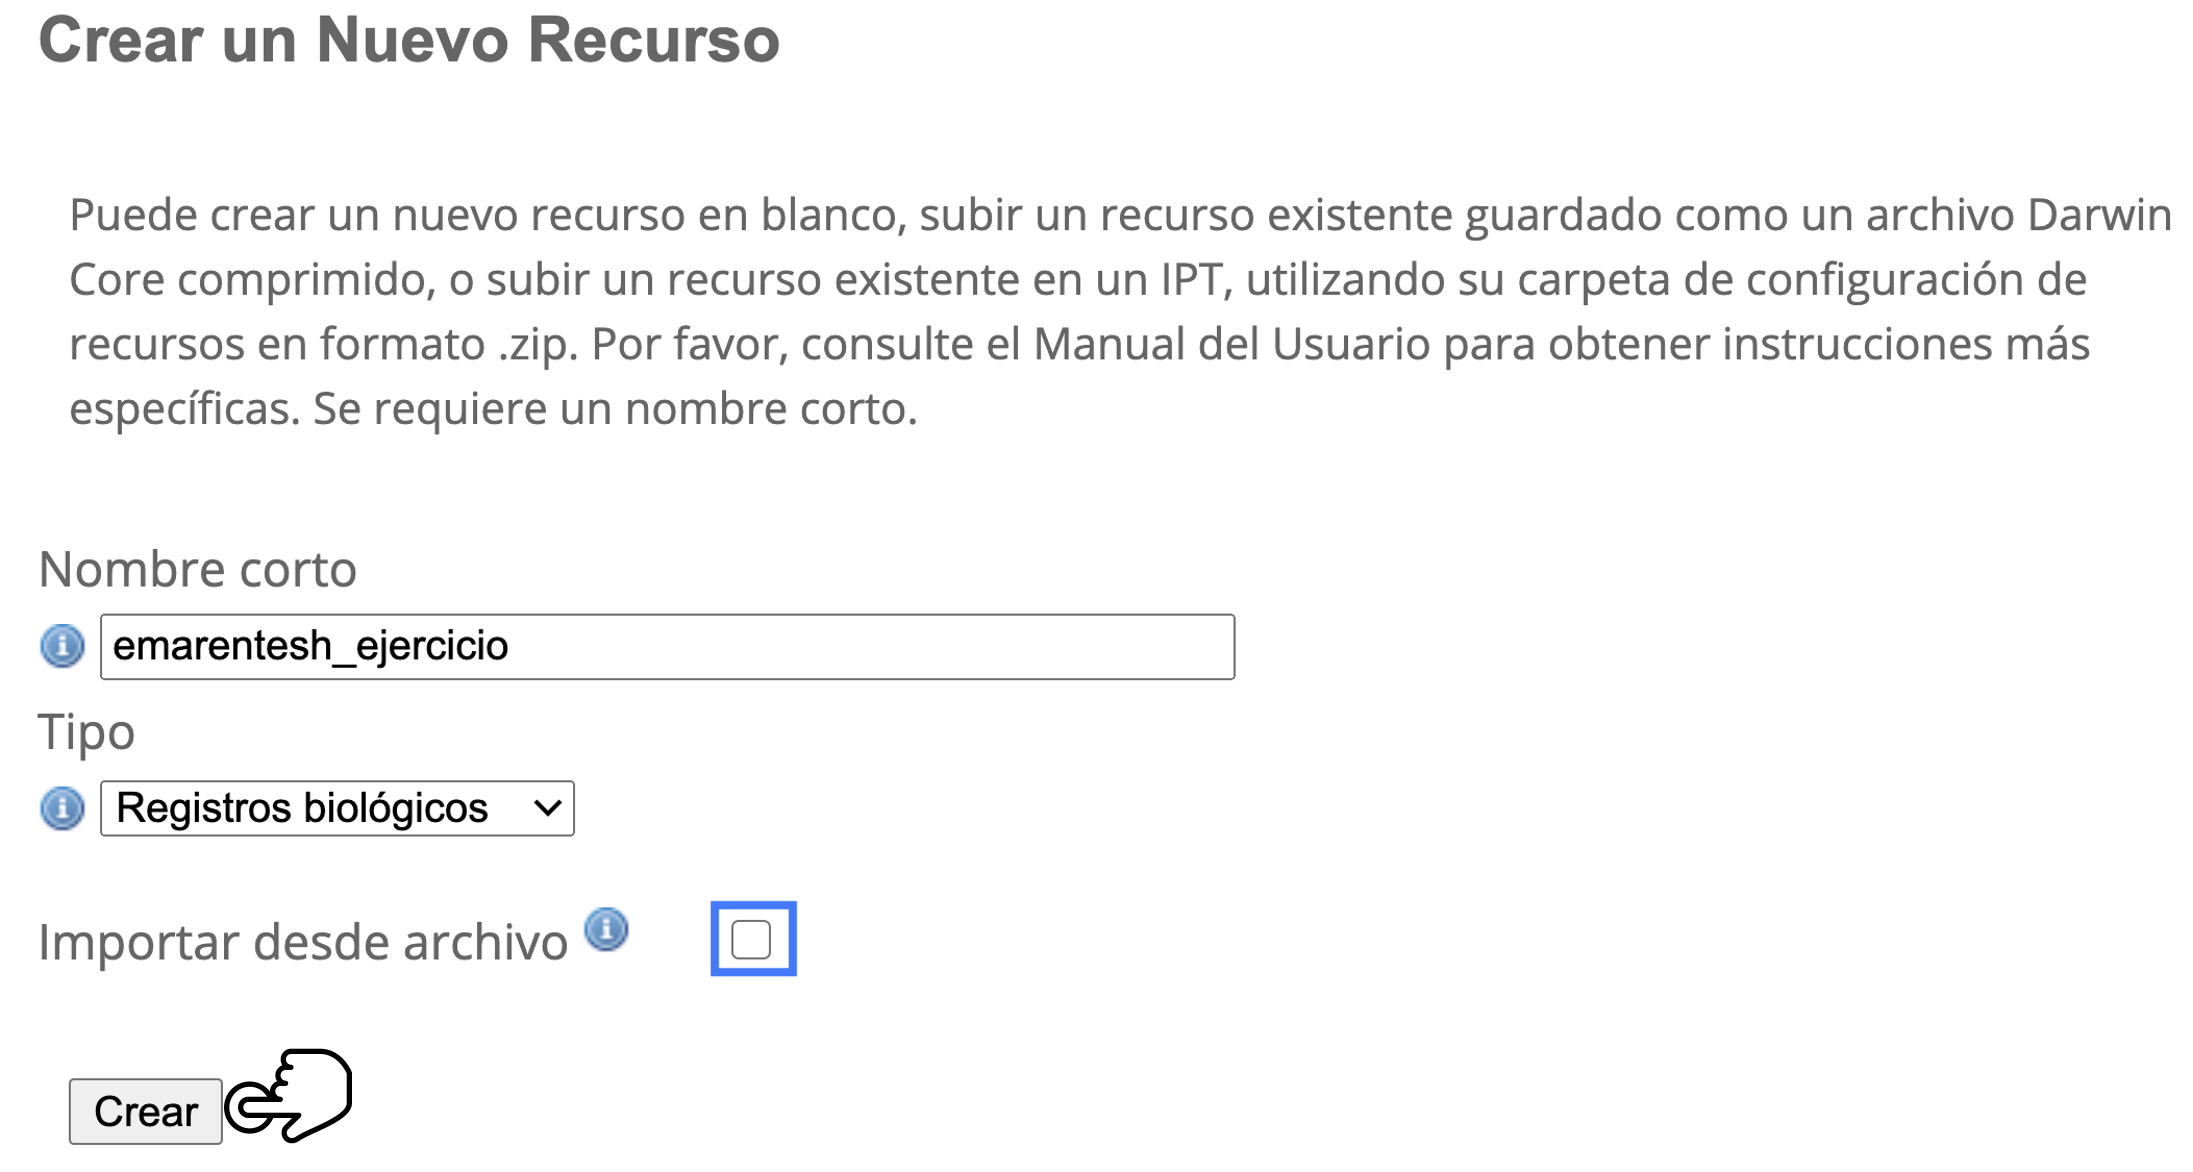 Crear un Nuevo Recurso
Puede crear un nuevo recurso en blanco, subir un recurso existente guardado como un archivo Darwin
Core comprimido, o subir un recurso existente en un IPT, utilizando su carpeta de configuración de
recursos en formato .zip. Por favor, consulte el Manual del Usuario para obtener instrucciones más
específicas. Se requiere un nombre corto.
Nombre corto
emarentesh_ejercicio
Tipo
Registros biológicos
Importar desde archivo
Crear